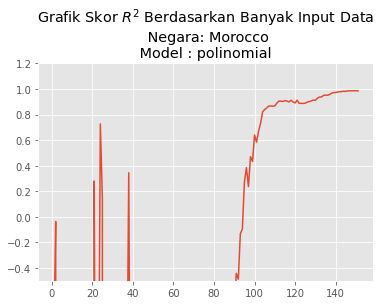 Grafik Skor R² Berdasarkan Banyak Input Data
Negara: Morocco
Model : polinomial
1.2
1.0
0.8
0.6
0.4
0.2
0.0
−0.2
−0.4
0 20 40 60 80 100 120 140